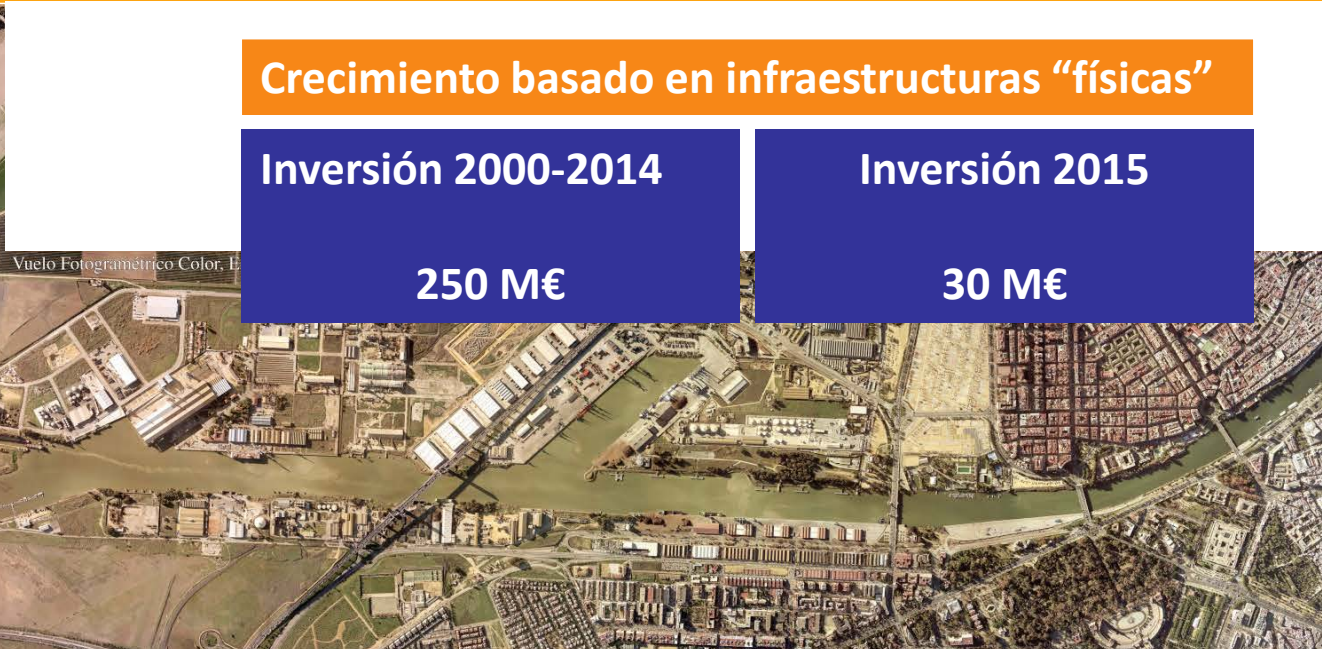 Crecimiento basado en infraestructuras “físicas”
Inversión 2000-2014
250 M€
Inversión 2015
30 M€
Vuelo Fotogramétrico Color,